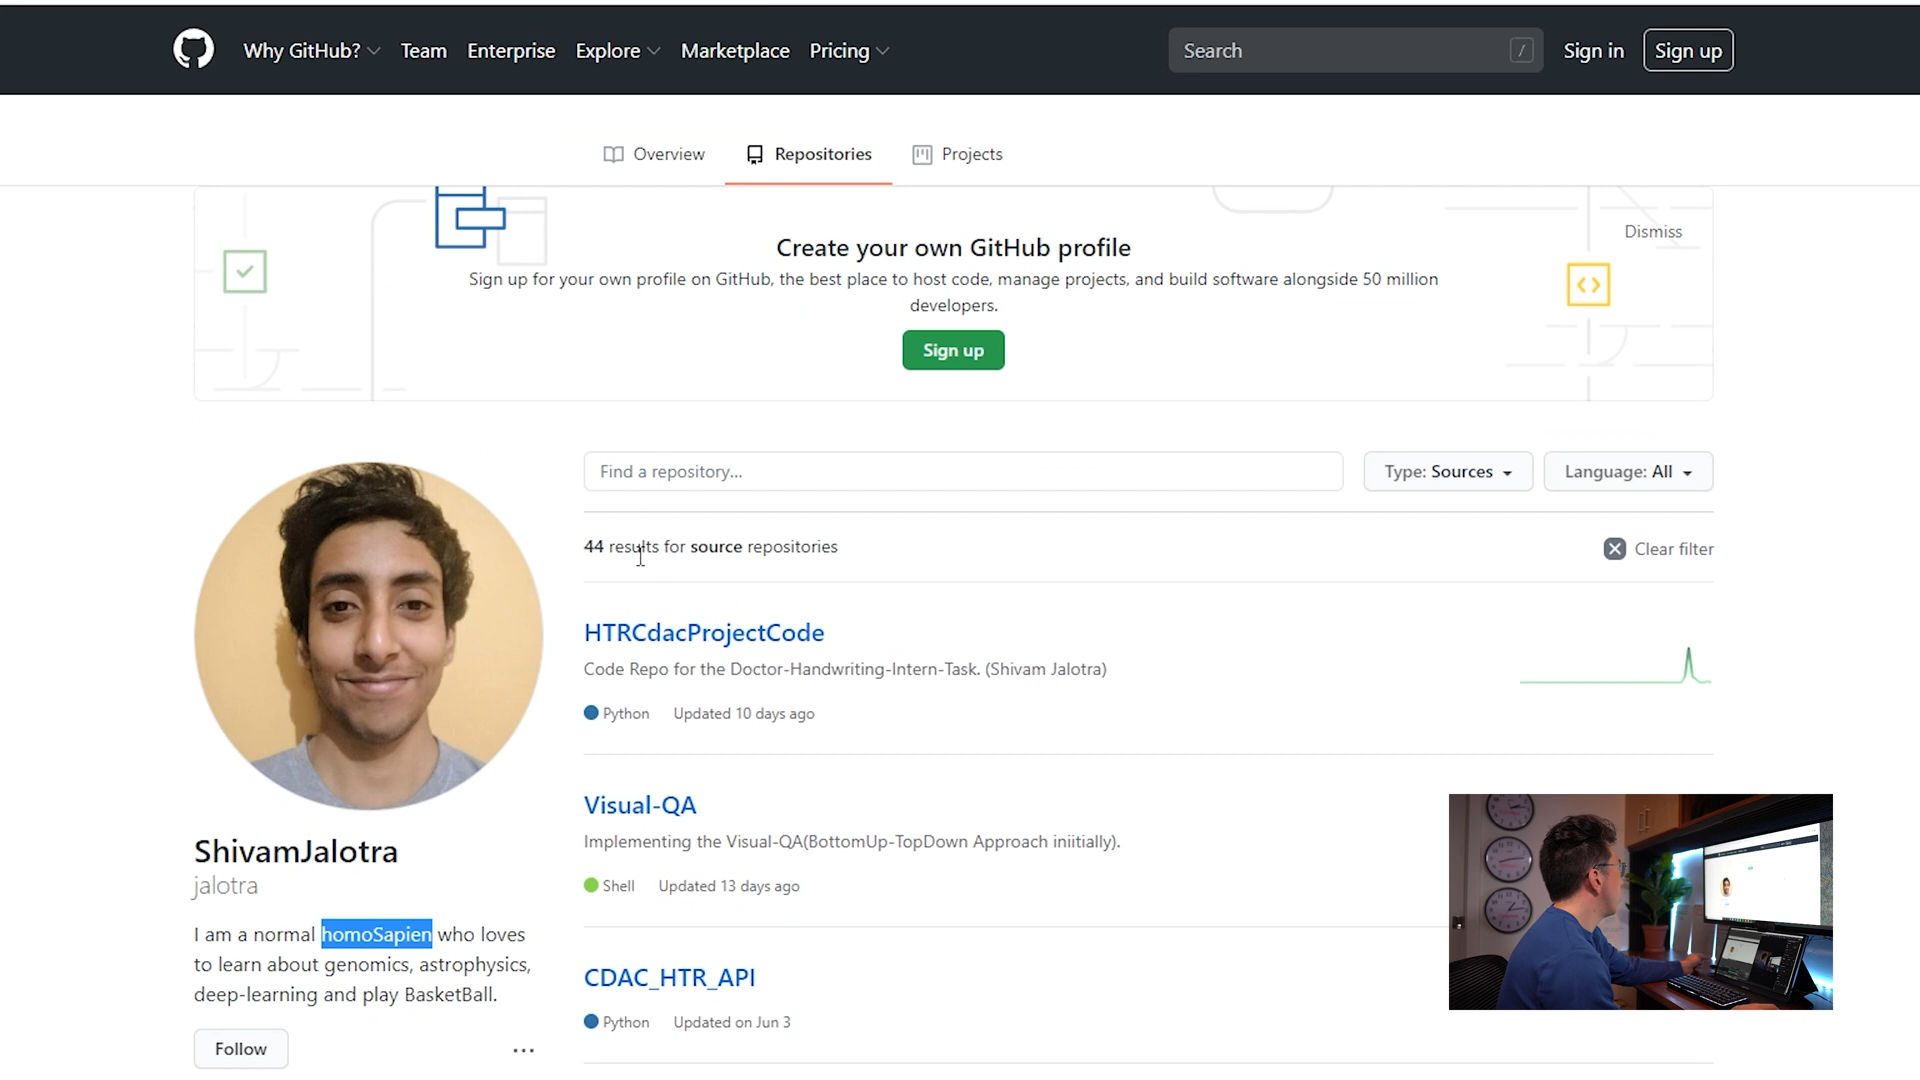 Why GitHub? Team Enterprise Explore Marketplace Pricing Search / Sign in Sign up
Overview Repositories Projects
Dismiss
Create your own GitHub profile
Sign up for your own profile on GitHub, the best place to host code, manage projects, and build software alongside 50 million
developers.
Sign up
Find a repository... Type: Sources Language: All
44 results for source repositories Clear filter
HTRCdacProjectCode
Code Repo for the Doctor-Handwriting-Intern-Task. (Shivam Jalotra)
Python Updated 10 days ago
Visual-QA
Implementing the Visual-QA(BottomUp-TopDown Approach iniitially).
Shell Updated 13 days ago
CDAC_HTR_API
Python Updated on Jun 3
ShivamJalotra
jalotra
I am a normal homoSapien who loves
to learn about genomics, astrophysics,
deep-learning and play BasketBall.
Follow